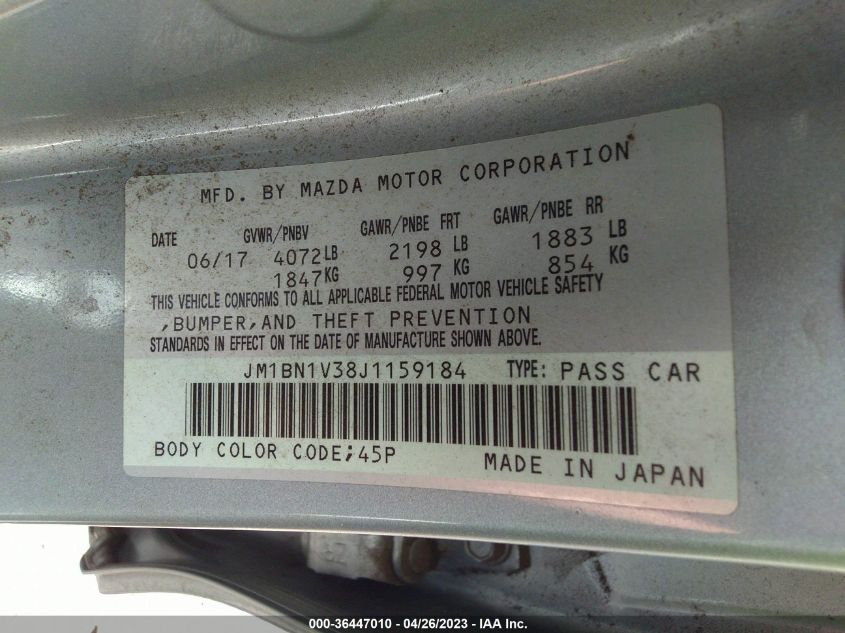 MFD. BY MAZDA MOTOR CORPORATION
DATE GVWR/PNBV GAWR/PNBE FRT GAWR/PNBE RR
06/17 4072LB 2198 LB 1883 LB
1847KG 997 KG 854 KG
THIS VEHICLE CONFORMS TO ALL APPLICABLE FEDERAL MOTOR VEHICLE SAFETY
,BUMPER,AND THEFT PREVENTION
STANDARDS IN EFFECT ON THE DATE OF MANUFACTURE SHOWN ABOVE.
JM1BN1V38J1159184 TYPE: PASS CAR
BODY COLOR CODE;45P MADE IN JAPAN
000-36447010 - 04/26/2023 - IAA Inc.